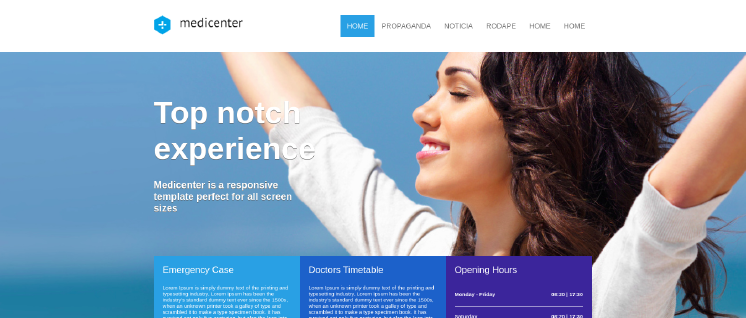 medicenter
HOME PROPAGANDA NOTICIA RODAPE HOME HOME
Top notch
experience
Medicenter is a responsive
template perfect for all screen
sizes
Emergency Case
Lorem Ipsum is simply dummy text of the printing and
typesetting industry. Lorem Ipsum has been the
industry's standard dummy text ever since the 1500s,
when an unknown printer took a galley of type and
scrambled it to make a type specimen book. It has
Doctors Timetable
Lorem Ipsum is simply dummy text of the printing and
typesetting industry. Lorem Ipsum has been the
industry's standard dummy text ever since the 1500s,
when an unknown printer took a galley of type and
scrambled it to make a type specimen book. It has
Opening Hours
Monday - Friday 08:30 | 17:30
Saturday